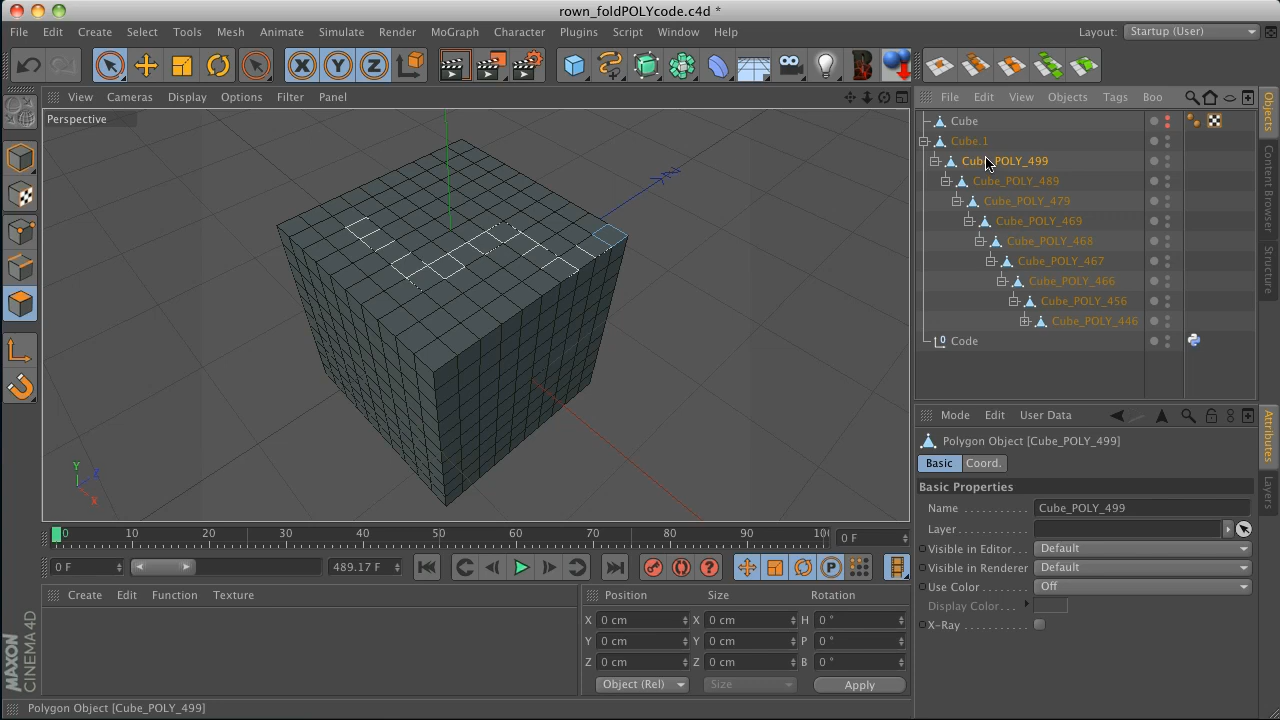 rown_foldPOLYcode.c4d *
File Edit Create Select Tools Mesh Animate Simulate Render MoGraph Character Plugins Script Window Help Layout: Startup (User)
View Cameras Display Options Filter Panel
File Edit View Objects Tags Boo
Perspective
Cube
Cube.1
Cube_POLY_499
Cube_POLY_489
Cube_POLY_479
Cube_POLY_469
Cube_POLY_468
Cube_POLY_467
Cube_POLY_466
Cube_POLY_456
Cube_POLY_446
Code
Objects
Content Browser
Structure
Y
Z
X
Mode Edit User Data
Polygon Object [Cube_POLY_499]
Basic Coord.
Basic Properties
Name Cube_POLY_499
Layer
Visible in Editor Default
Visible in Renderer Default
Use Color Off
Display Color
X-Ray
Attributes
Layers
0 10 20 30 40 50 60 70 80 90 10 0 F
0 F 489.17 F P
Create Edit Function Texture
Position Size Rotation
X 0 cm X 0 cm H 0 °
Y 0 cm Y 0 cm P 0 °
Z 0 cm Z 0 cm B 0 °
Object (Rel) Size Apply
MAXON
CINEMA 4D
Polygon Object [Cube_POLY_499]